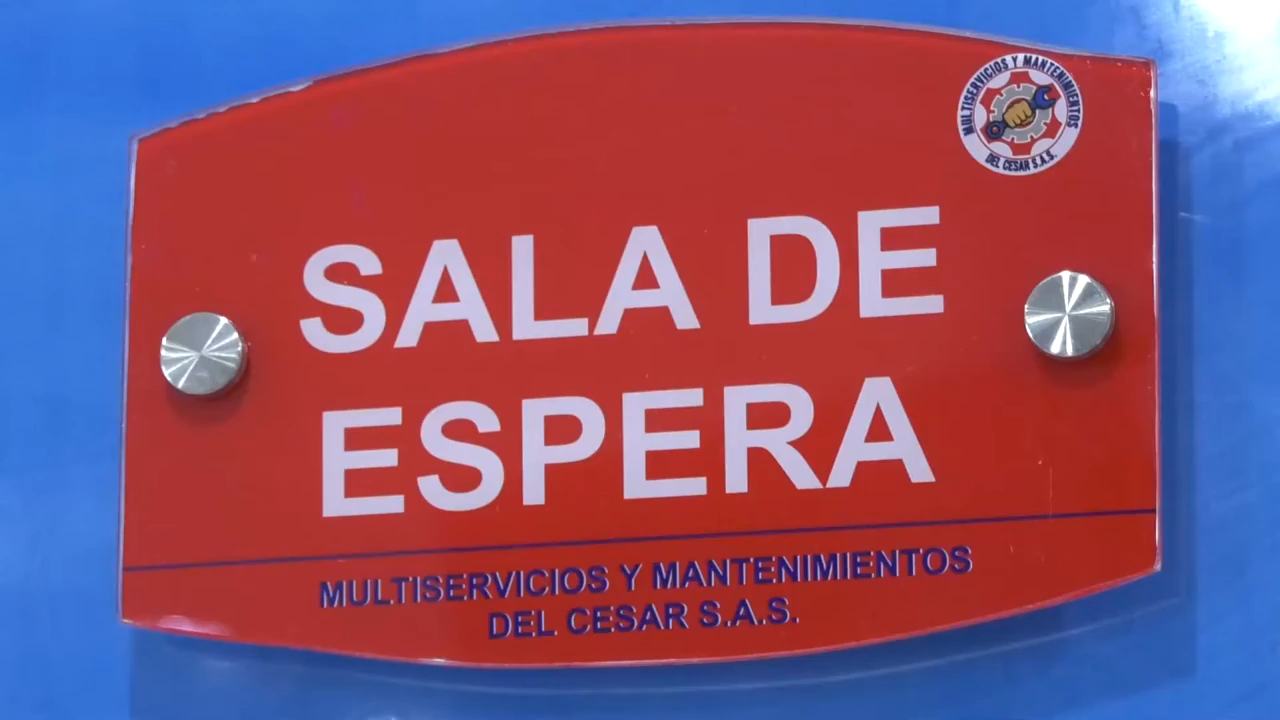 MULTISERVICIOS Y MANTENIMIENTOS
DEL CESAR S.A.S.
SALA DE
ESPERA
MULTISERVICIOS Y MANTENIMIENTOS
DEL CESAR S.A.S.